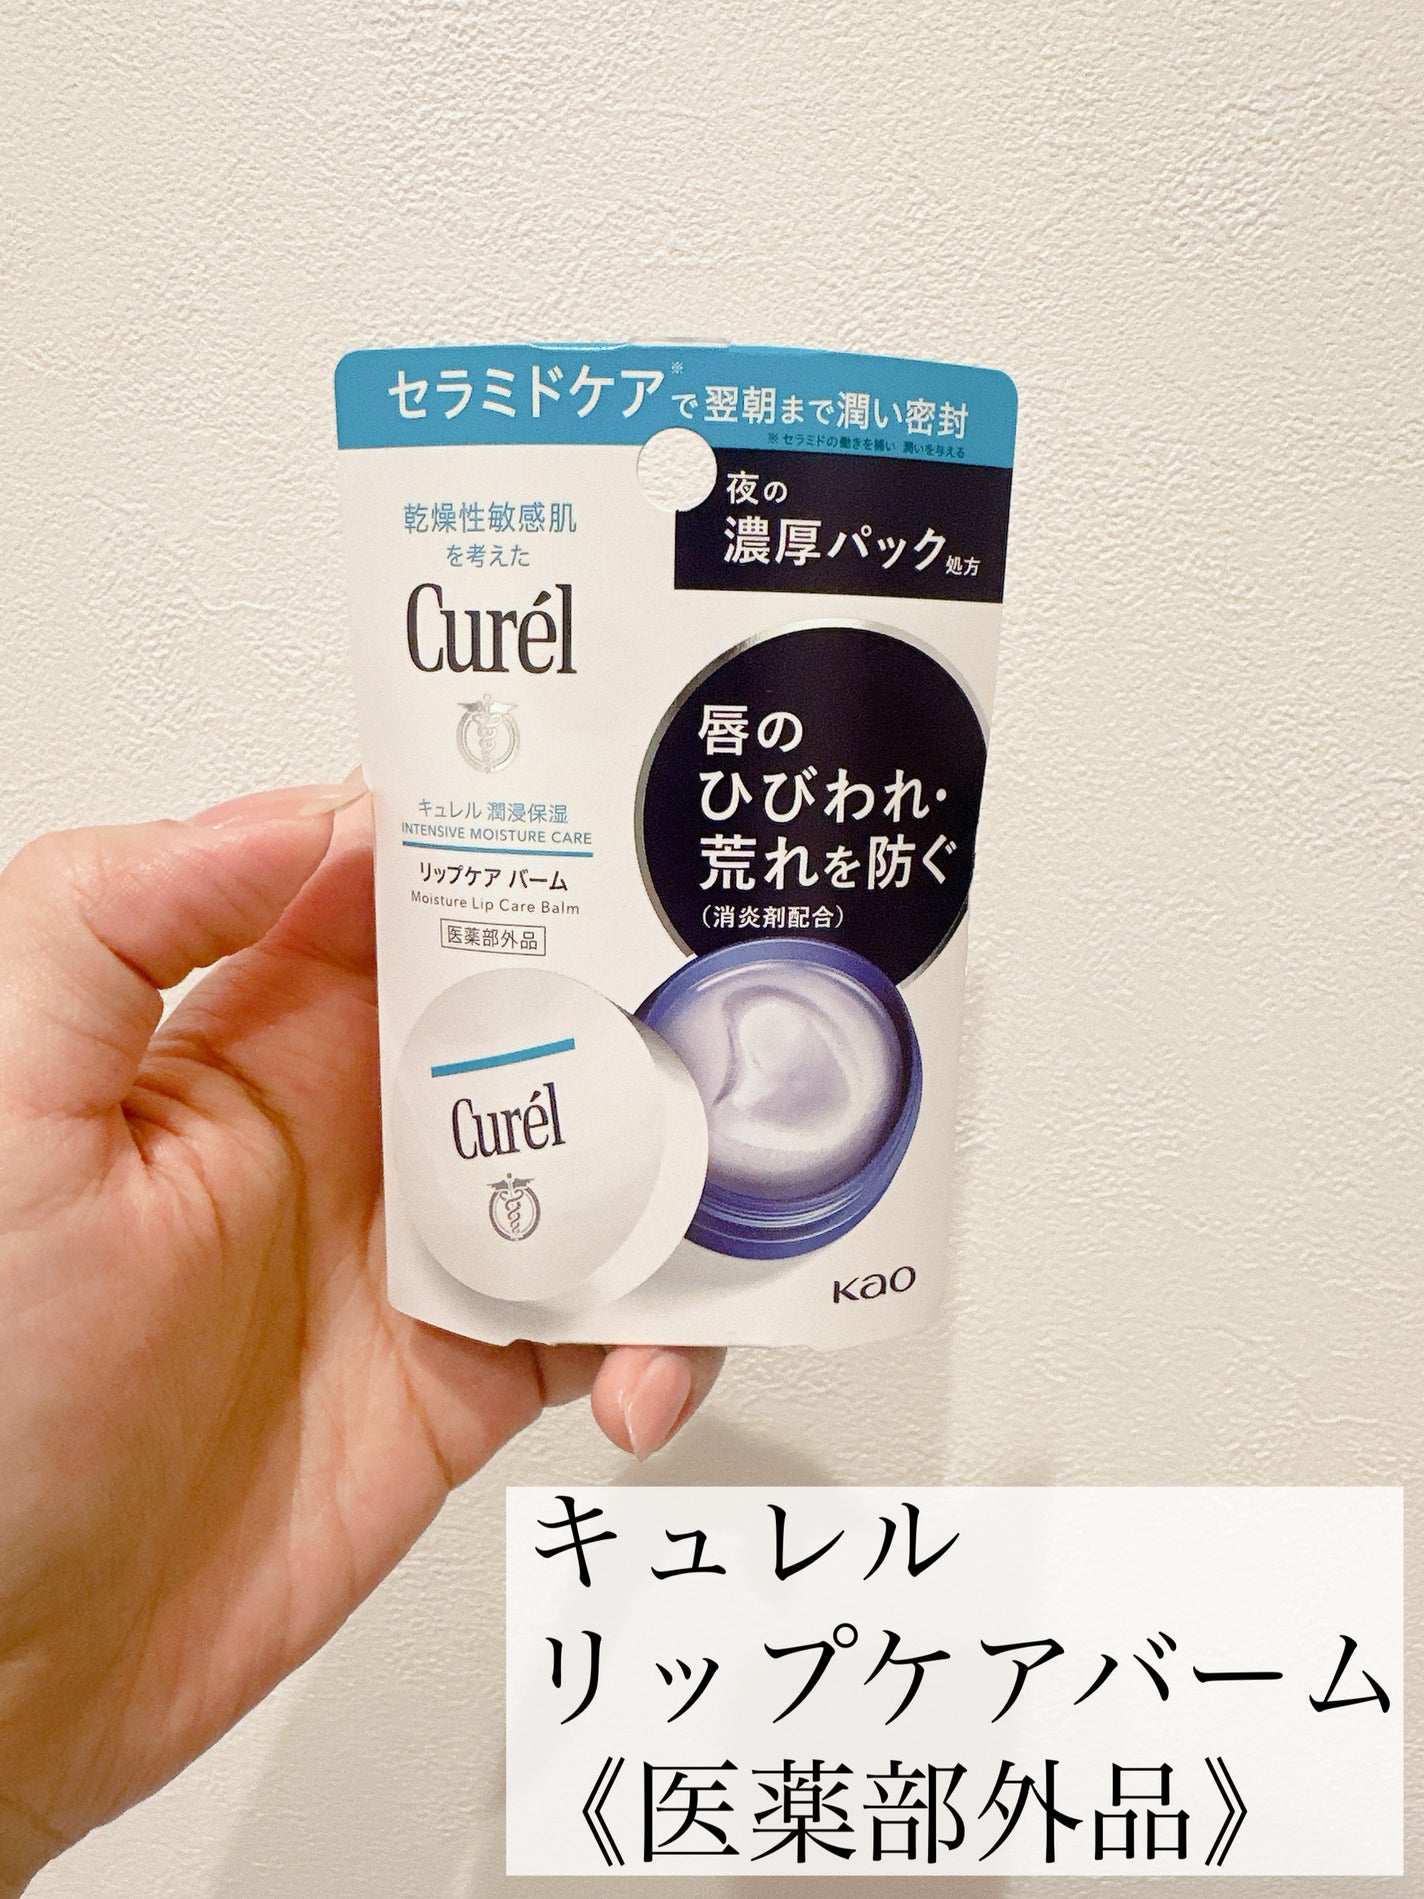 セラミドケア※で翌朝まで潤い密封
※ セラミドの働きを補い 潤いを与える
夜の
濃厚パック処方
乾燥性敏感肌
を考えた
Curél
キュレル 潤浸保湿
INTENSIVE MOISTURE CARE
リップケア バーム
Moisture Lip Care Balm
医薬部外品
唇の
ひびわれ・
荒れを防ぐ
(消炎剤配合)
Curél
Kao
キュレル
リップケアバーム
《医薬部外品》